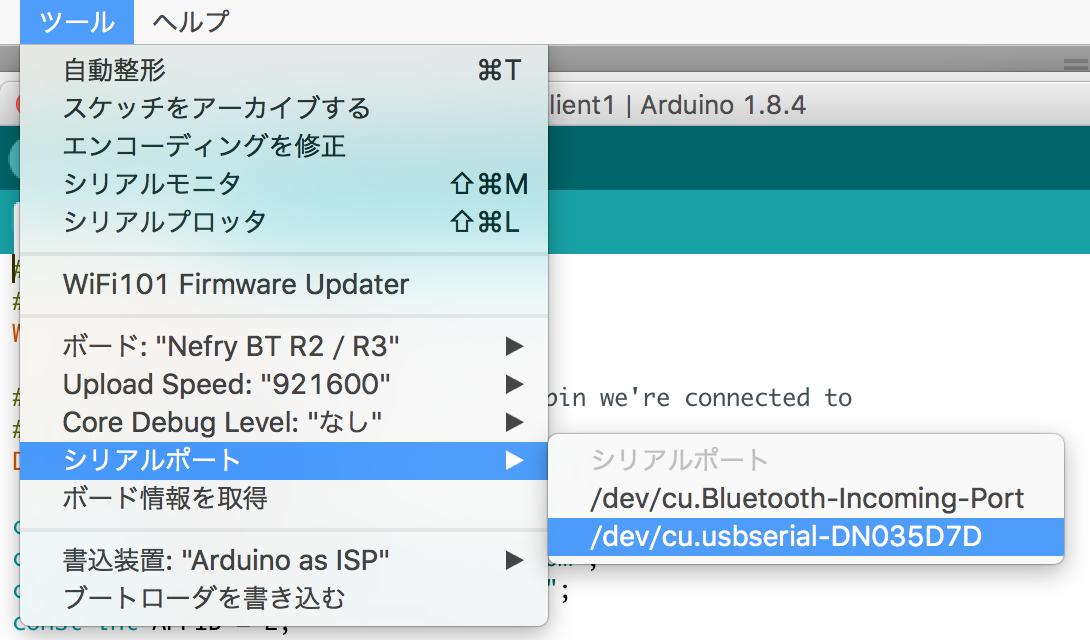 ツール ヘルプ
lient1 | Arduino 1.8.4
自動整形 ⌘T
スケッチをアーカイブする
エンコーディングを修正
シリアルモニタ ⇧⌘M
シリアルプロッタ ⇧⌘L
WiFi101 Firmware Updater
ボード: "Nefry BT R2 / R3" ▶
Upload Speed: "921600" ▶
Core Debug Level: "なし" ▶
シリアルポート ▶
ボード情報を取得
書込装置: "Arduino as ISP" ▶
ブートローダを書き込む
シリアルポート
/dev/cu.Bluetooth-Incoming-Port
/dev/cu.usbserial-DN035D7D
pin we're connected to
";